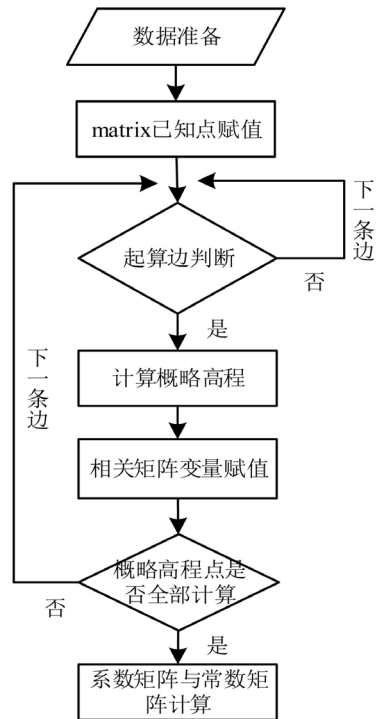 数据准备
matrix已知点赋值
起算边判断
否
下一条边
是
计算概略高程
相关矩阵变量赋值
下一条边
概略高程点是
否全部计算
否
是
系数矩阵与常数矩
阵计算